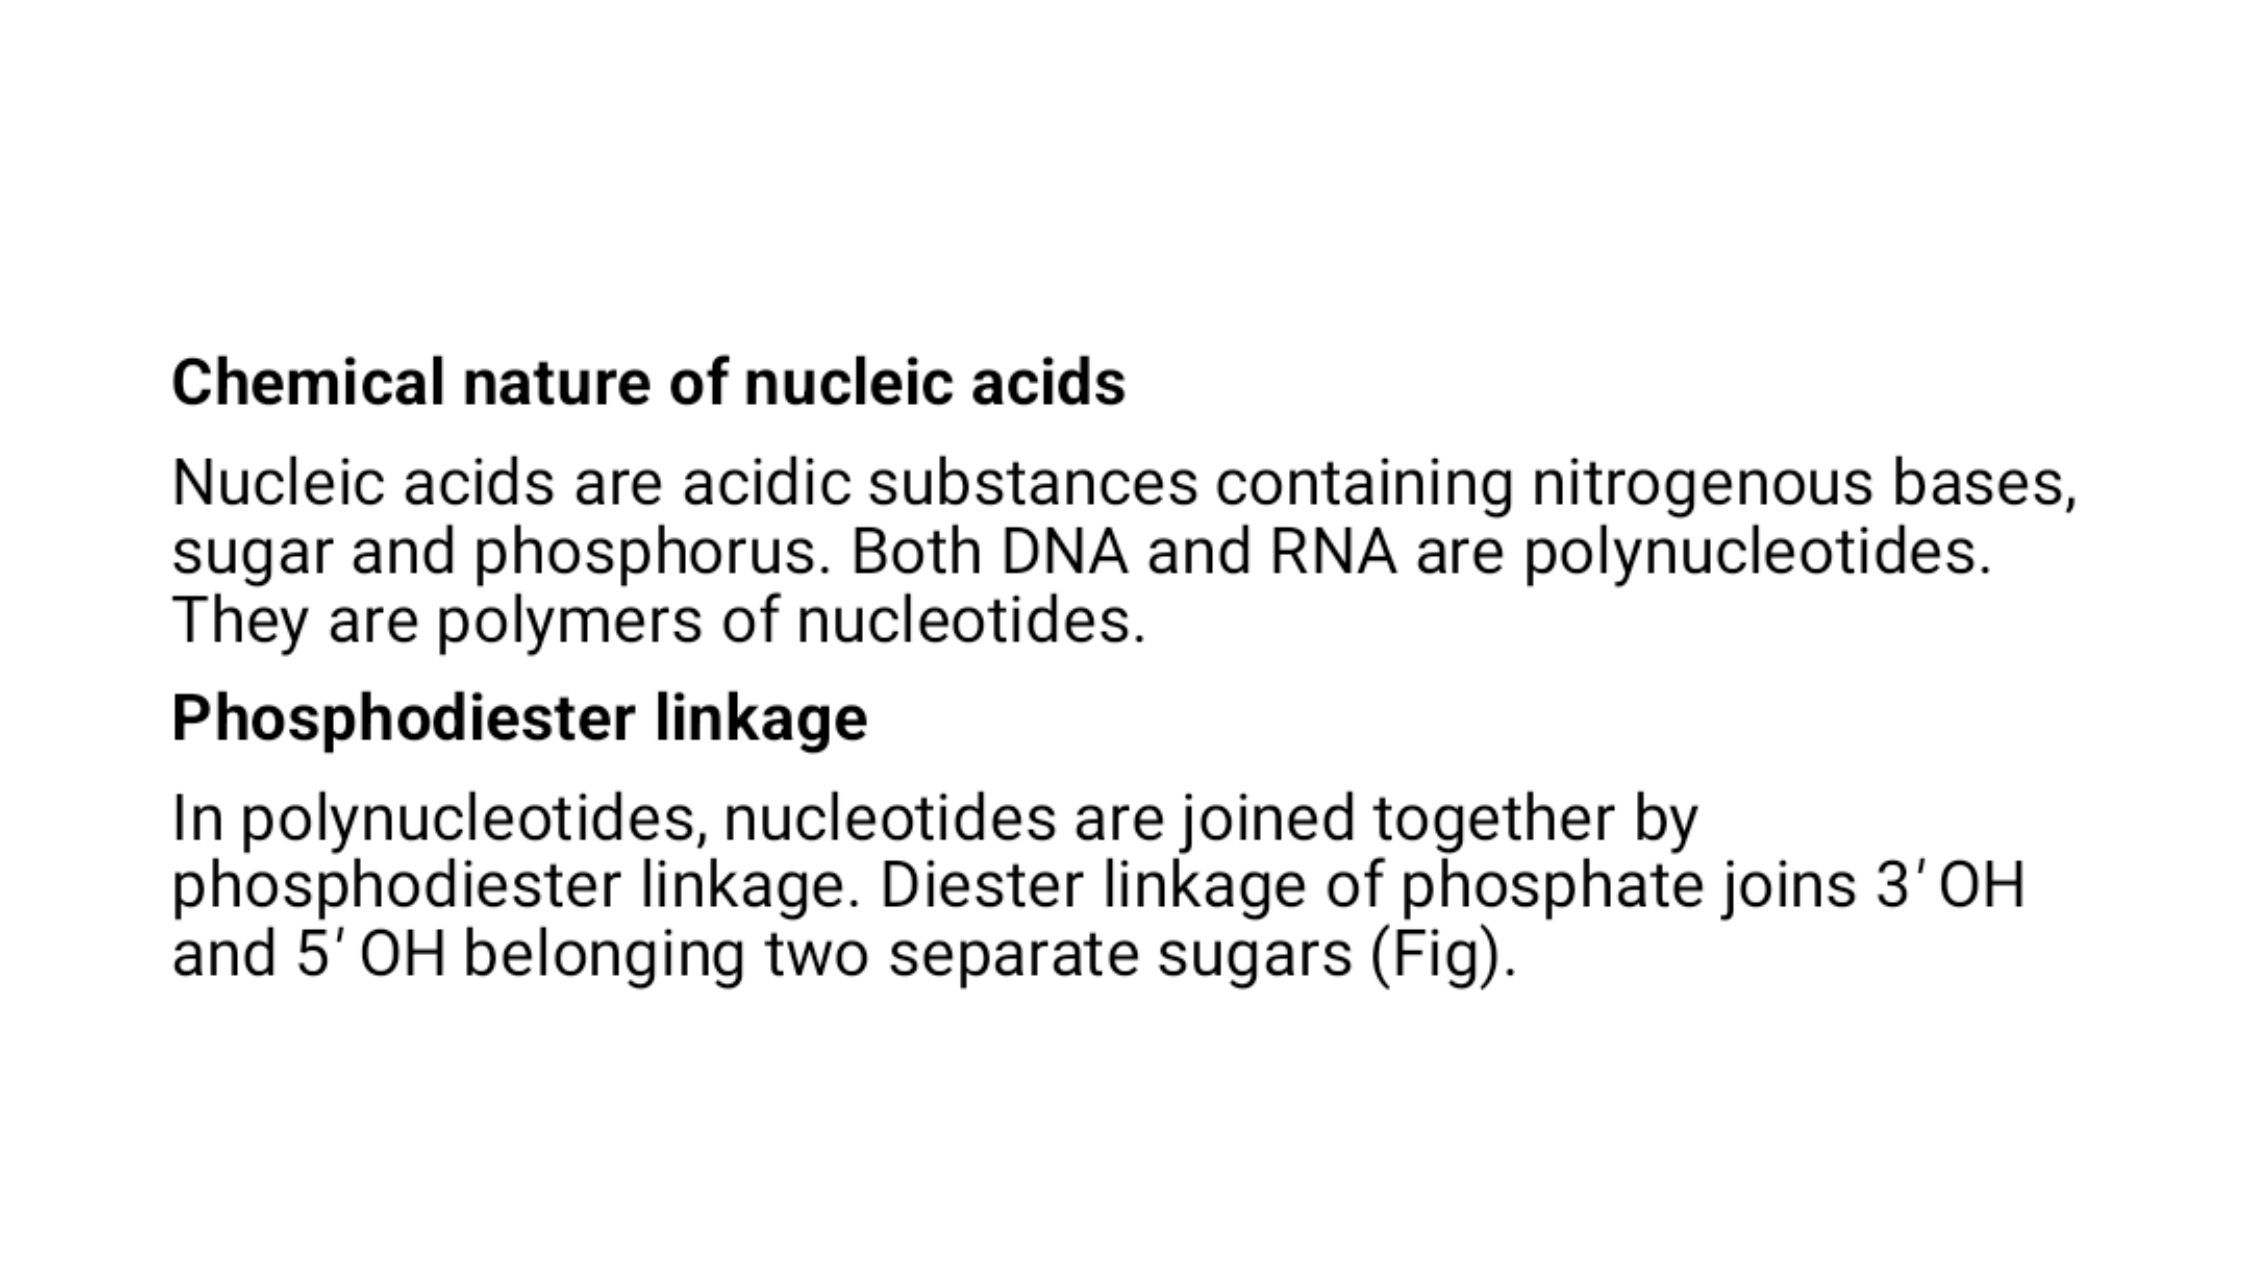 Chemical nature of nucleic acids
Nucleic acids are acidic substances containing nitrogenous bases,
sugar and phosphorus. Both DNA and RNA are polynucleotides.
They are polymers of nucleotides.
Phosphodiester linkage
In polynucleotides, nucleotides are joined together by
phosphodiester linkage. Diester linkage of phosphate joins 3′ OH
and 5′ OH belonging two separate sugars (Fig).